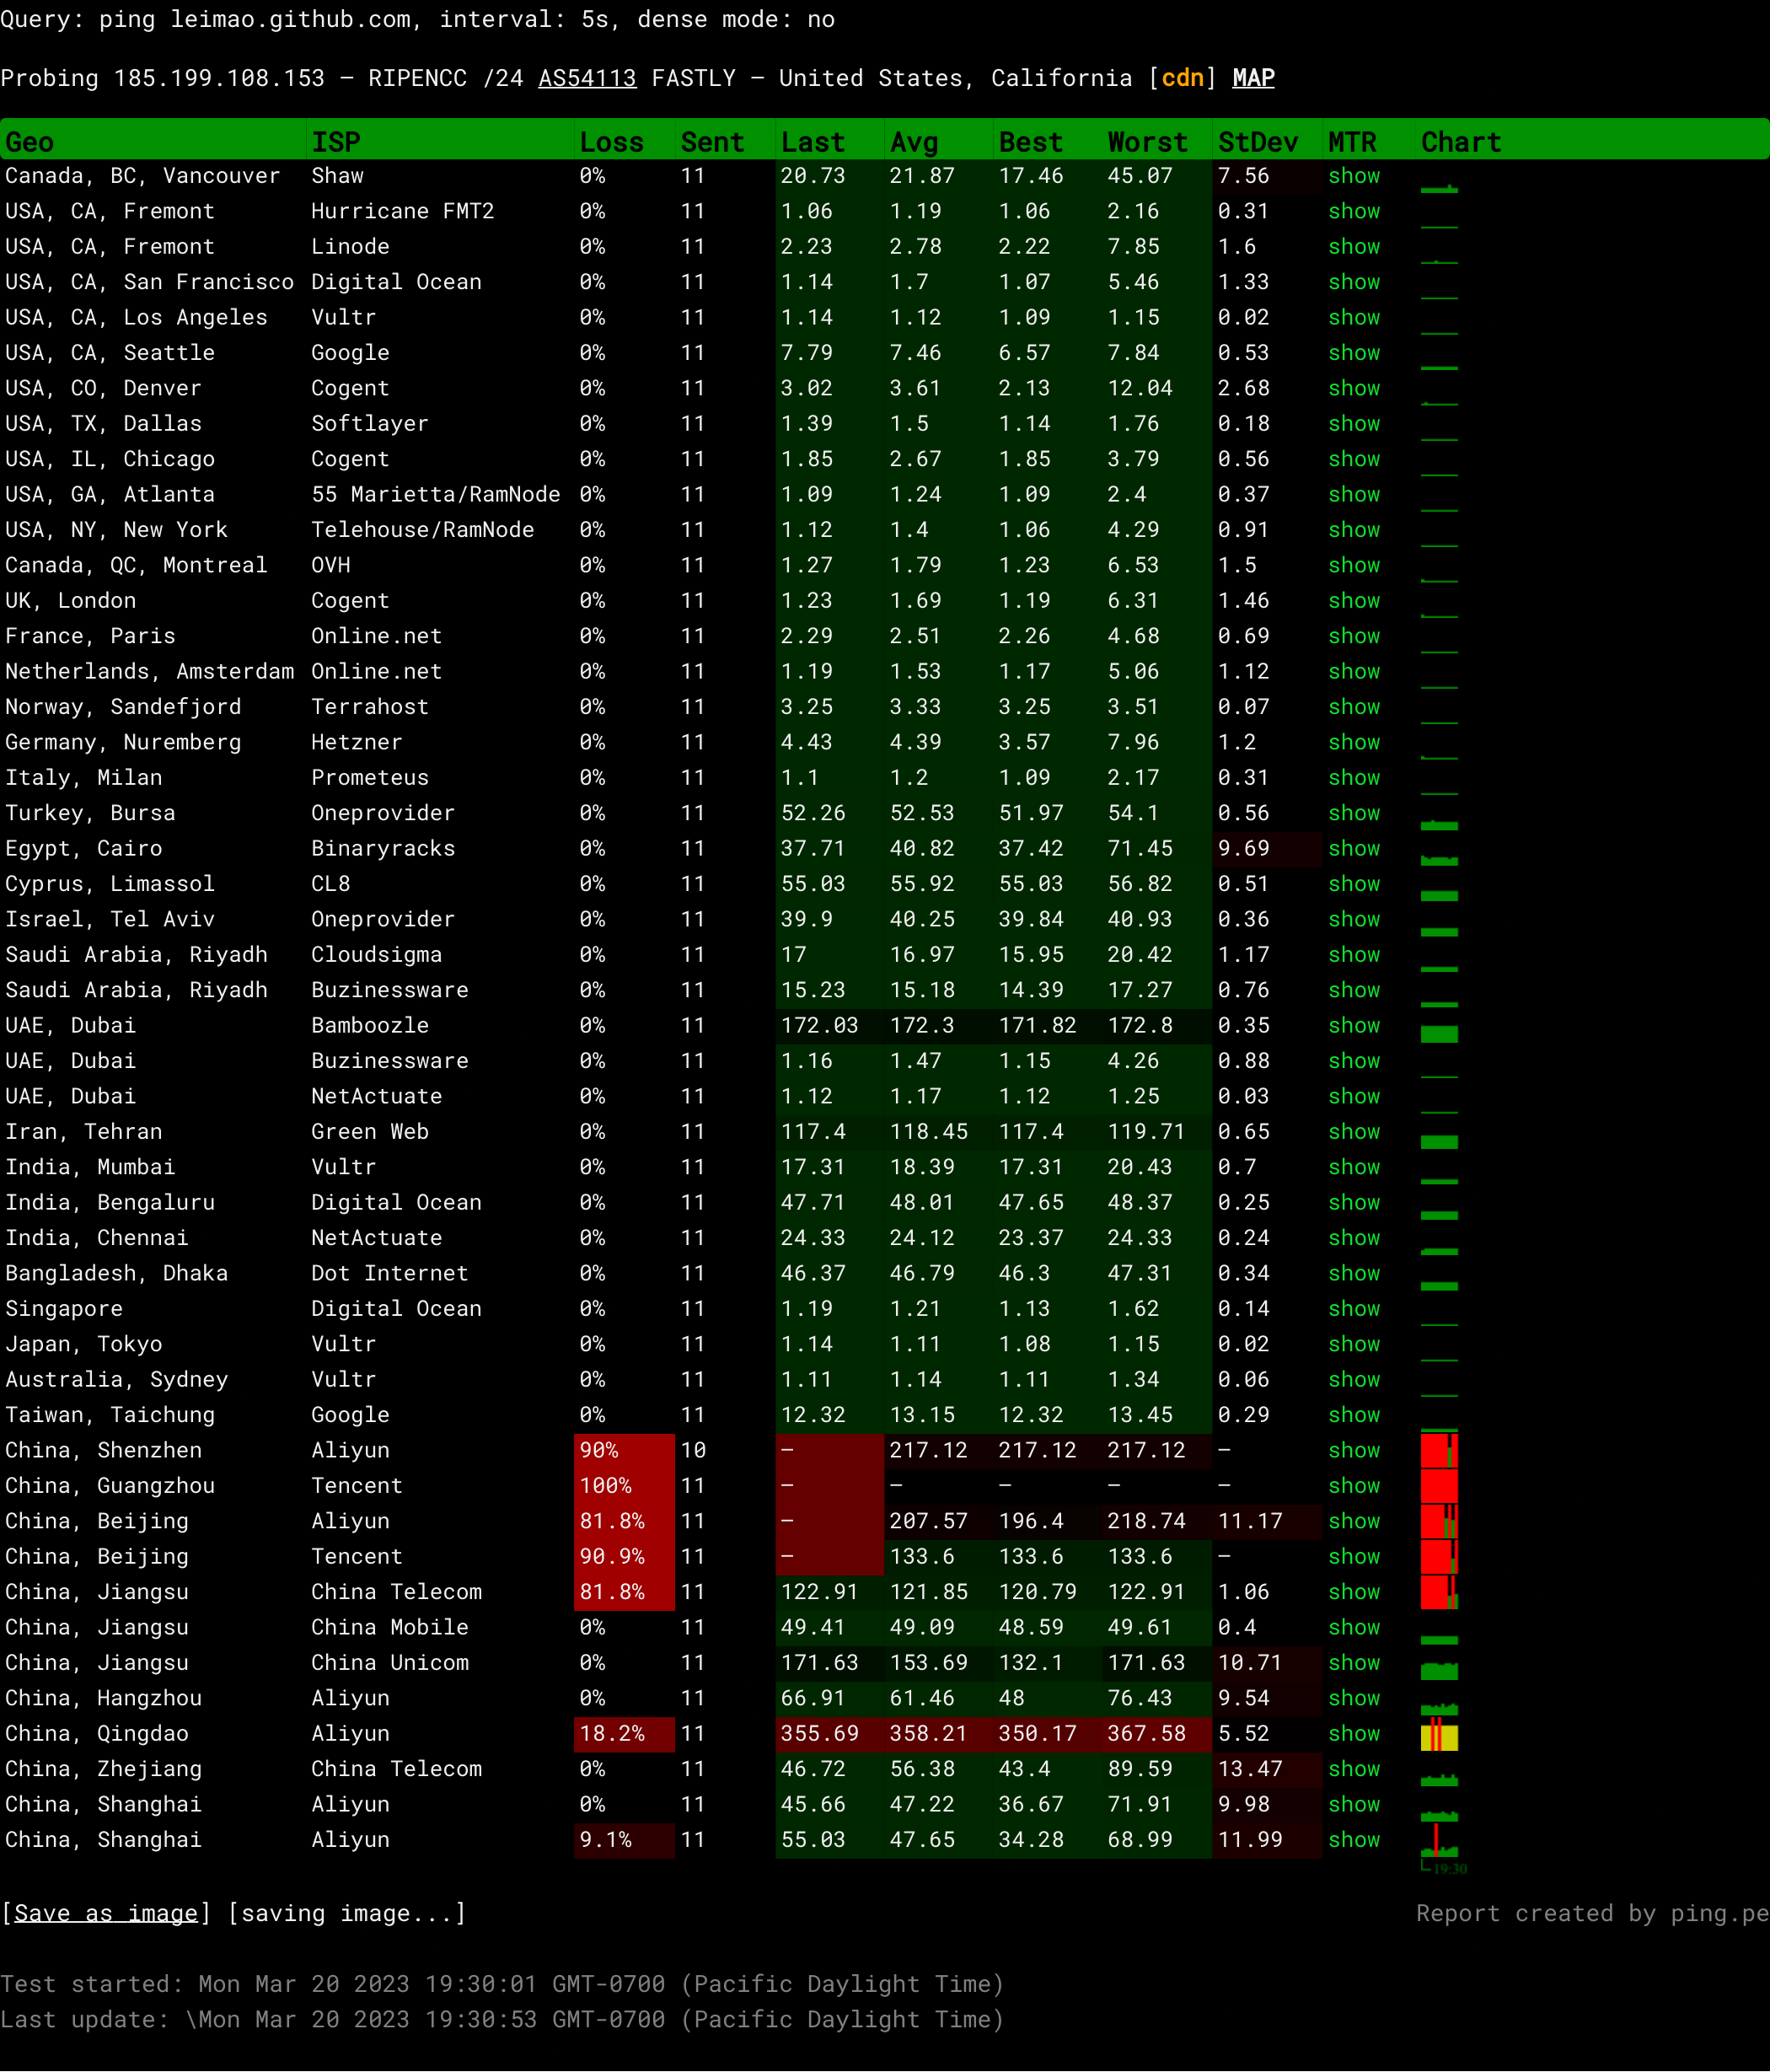 Query: ping leimao.github.com, interval: 5s, dense mode: no
Probing 185.199.108.153 — RIPENCC /24 AS54113 FASTLY — United States, California [cdn] MAP
Geo ISP Loss Sent Last Avg Best Worst StDev MTR Chart
Canada, BC, Vancouver Shaw 0% 11 20.73 21.87 17.46 45.07 7.56 show
USA, CA, Fremont Hurricane FMT2 0% 11 1.06 1.19 1.06 2.16 0.31 show
USA, CA, Fremont Linode 0% 11 2.23 2.78 2.22 7.85 1.6 show
USA, CA, San Francisco Digital Ocean 0% 11 1.14 1.7 1.07 5.46 1.33 show
USA, CA, Los Angeles Vultr 0% 11 1.14 1.12 1.09 1.15 0.02 show
USA, CA, Seattle Google 0% 11 7.79 7.46 6.57 7.84 0.53 show
USA, CO, Denver Cogent 0% 11 3.02 3.61 2.13 12.04 2.68 show
USA, TX, Dallas Softlayer 0% 11 1.39 1.5 1.14 1.76 0.18 show
USA, IL, Chicago Cogent 0% 11 1.85 2.67 1.85 3.79 0.56 show
USA, GA, Atlanta 55 Marietta/RamNode 0% 11 1.09 1.24 1.09 2.4 0.37 show
USA, NY, New York Telehouse/RamNode 0% 11 1.12 1.4 1.06 4.29 0.91 show
Canada, QC, Montreal OVH 0% 11 1.27 1.79 1.23 6.53 1.5 show
UK, London Cogent 0% 11 1.23 1.69 1.19 6.31 1.46 show
France, Paris Online.net 0% 11 2.29 2.51 2.26 4.68 0.69 show
Netherlands, Amsterdam Online.net 0% 11 1.19 1.53 1.17 5.06 1.12 show
Norway, Sandefjord Terrahost 0% 11 3.25 3.33 3.25 3.51 0.07 show
Germany, Nuremberg Hetzner 0% 11 4.43 4.39 3.57 7.96 1.2 show
Italy, Milan Prometeus 0% 11 1.1 1.2 1.09 2.17 0.31 show
Turkey, Bursa Oneprovider 0% 11 52.26 52.53 51.97 54.1 0.56 show
Egypt, Cairo Binaryracks 0% 11 37.71 40.82 37.42 71.45 9.69 show
Cyprus, Limassol CL8 0% 11 55.03 55.92 55.03 56.82 0.51 show
Israel, Tel Aviv Oneprovider 0% 11 39.9 40.25 39.84 40.93 0.36 show
Saudi Arabia, Riyadh Cloudsigma 0% 11 17 16.97 15.95 20.42 1.17 show
Saudi Arabia, Riyadh Buzinessware 0% 11 15.23 15.18 14.39 17.27 0.76 show
UAE, Dubai Bamboozle 0% 11 172.03 172.3 171.82 172.8 0.35 show
UAE, Dubai Buzinessware 0% 11 1.16 1.47 1.15 4.26 0.88 show
UAE, Dubai NetActuate 0% 11 1.12 1.17 1.12 1.25 0.03 show
Iran, Tehran Green Web 0% 11 117.4 118.45 117.4 119.71 0.65 show
India, Mumbai Vultr 0% 11 17.31 18.39 17.31 20.43 0.7 show
India, Bengaluru Digital Ocean 0% 11 47.71 48.01 47.65 48.37 0.25 show
India, Chennai NetActuate 0% 11 24.33 24.12 23.37 24.33 0.24 show
Bangladesh, Dhaka Dot Internet 0% 11 46.37 46.79 46.3 47.31 0.34 show
Singapore Digital Ocean 0% 11 1.19 1.21 1.13 1.62 0.14 show
Japan, Tokyo Vultr 0% 11 1.14 1.11 1.08 1.15 0.02 show
Australia, Sydney Vultr 0% 11 1.11 1.14 1.11 1.34 0.06 show
Taiwan, Taichung Google 0% 11 12.32 13.15 12.32 13.45 0.29 show
China, Shenzhen Aliyun 90% 10 — 217.12 217.12 217.12 — show
China, Guangzhou Tencent 100% 11 — — — — — show
China, Beijing Aliyun 81.8% 11 — 207.57 196.4 218.74 11.17 show
China, Beijing Tencent 90.9% 11 — 133.6 133.6 133.6 — show
China, Jiangsu China Telecom 81.8% 11 122.91 121.85 120.79 122.91 1.06 show
China, Jiangsu China Mobile 0% 11 49.41 49.09 48.59 49.61 0.4 show
China, Jiangsu China Unicom 0% 11 171.63 153.69 132.1 171.63 10.71 show
China, Hangzhou Aliyun 0% 11 66.91 61.46 48 76.43 9.54 show
China, Qingdao Aliyun 18.2% 11 355.69 358.21 350.17 367.58 5.52 show
China, Zhejiang China Telecom 0% 11 46.72 56.38 43.4 89.59 13.47 show
China, Shanghai Aliyun 0% 11 45.66 47.22 36.67 71.91 9.98 show
China, Shanghai Aliyun 9.1% 11 55.03 47.65 34.28 68.99 11.99 show
19:30
[Save as image] [saving image...] Report created by ping.pe
Test started: Mon Mar 20 2023 19:30:01 GMT-0700 (Pacific Daylight Time)
Last update: \Mon Mar 20 2023 19:30:53 GMT-0700 (Pacific Daylight Time)